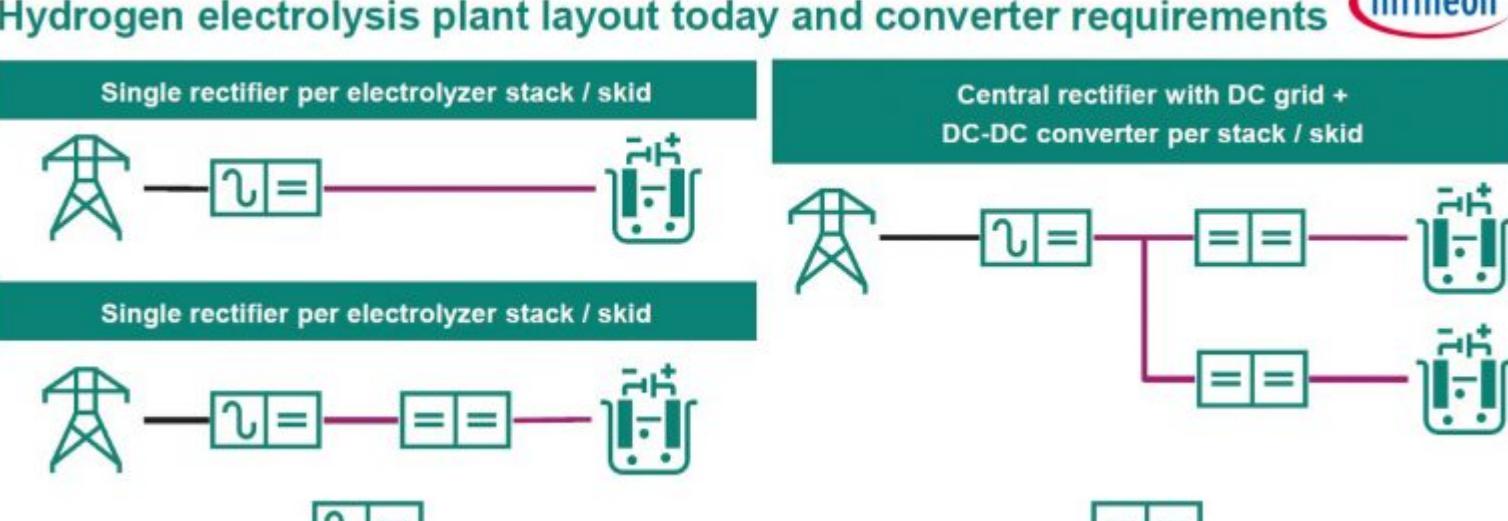 Hydrogen electrolysis plant layout today and converter requirements
infineon
Single rectifier per electrolyzer stack / skid
Central rectifier with DC grid +
DC-DC converter per stack / skid
Single rectifier per electrolyzer stack / skid